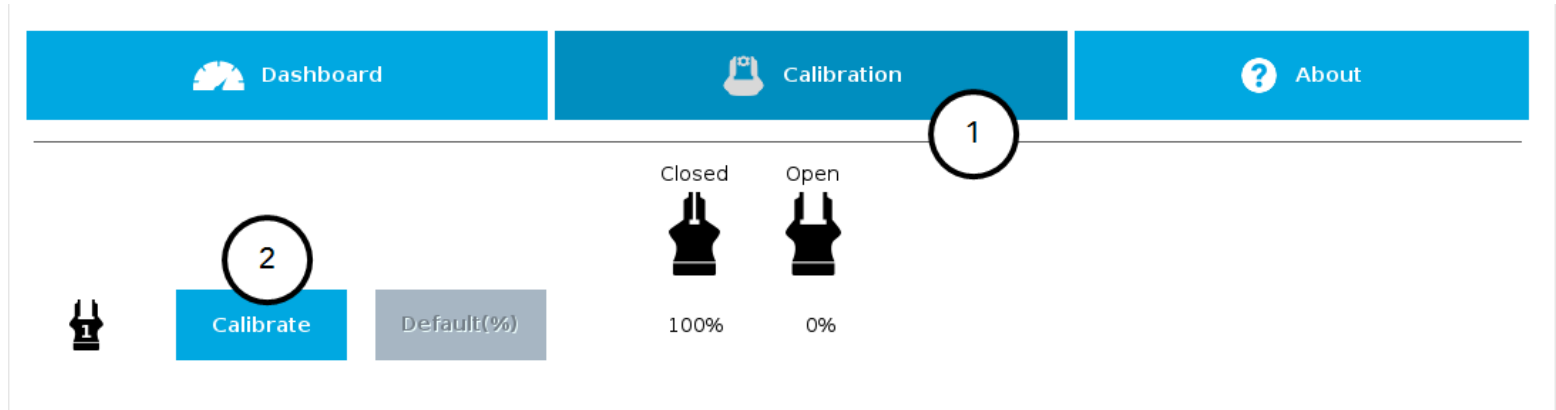 Dashboard
Calibration
About
1
Closed
Open
2
1
Calibrate
Default(%)
100%
0%